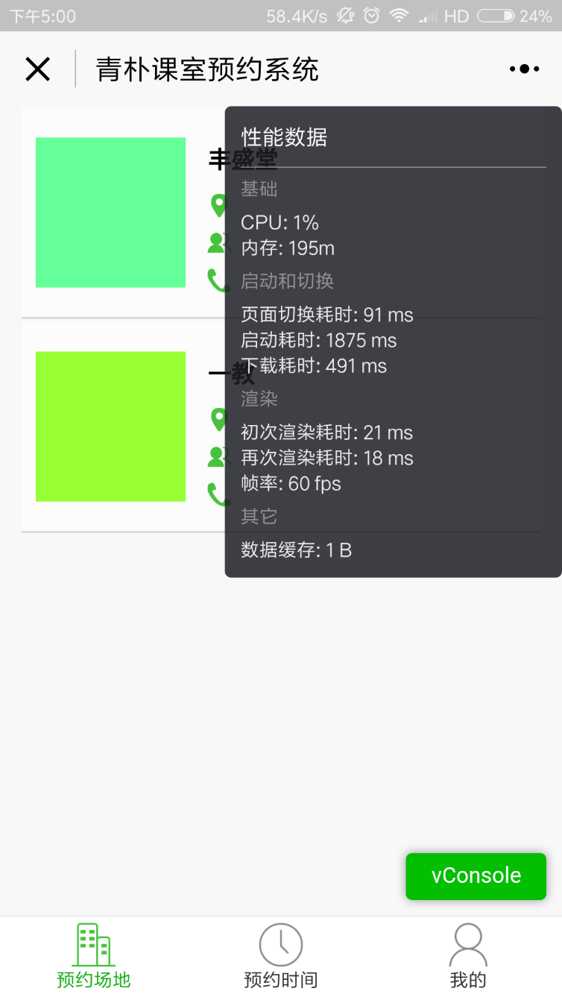 下午5:00 58.4K/s HD 24%
青朴课室预约系统
丰盛堂
一教
性能数据
基础
CPU: 1%
内存: 195m
启动和切换
页面切换耗时: 91 ms
启动耗时: 1875 ms
下载耗时: 491 ms
渲染
初次渲染耗时: 21 ms
再次渲染耗时: 18 ms
帧率: 60 fps
其它
数据缓存: 1 B
vConsole
预约场地 预约时间 我的